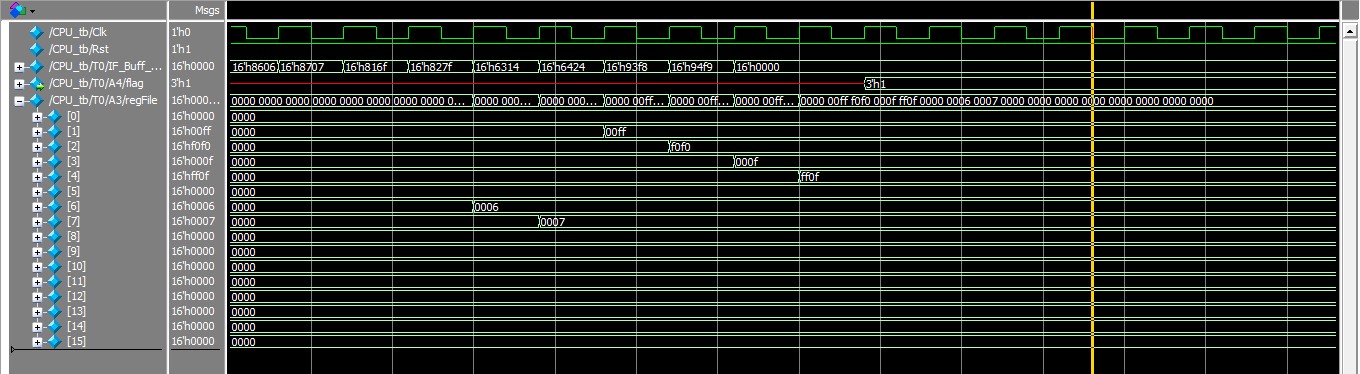 Msgs
/CPU_tb/Clk 1'h0
/CPU_tb/Rst 1'h1
/CPU_tb/T0/IF_Buff_... 16'h0000 16'h8606 16'h8707 16'h816f 16'h827f 16'h6314 16'h6424 16'h93f8 16'h94f9 16'h0000
/CPU_tb/T0/A4/flag 3'h1 3'h1
/CPU_tb/T0/A3/regFile 16'h000... 0000 0000 0000 0000 0000 0000 0000 0000 0... 0000 000... 0000 000... 0000 00ff... 0000 00ff... 0000 00ff... 0000 00ff f0f0 000f ff0f 0000 0006 0007 0000 0000 0000 0000 0000 0000 0000 0000
[0] 16'h0000 0000
[1] 16'h00ff 0000 00ff
[2] 16'hf0f0 0000 f0f0
[3] 16'h000f 0000 000f
[4] 16'hff0f 0000 ff0f
[5] 16'h0000 0000
[6] 16'h0006 0000 0006
[7] 16'h0007 0000 0007
[8] 16'h0000 0000
[9] 16'h0000 0000
[10] 16'h0000 0000
[11] 16'h0000 0000
[12] 16'h0000 0000
[13] 16'h0000 0000
[14] 16'h0000 0000
[15] 16'h0000 0000